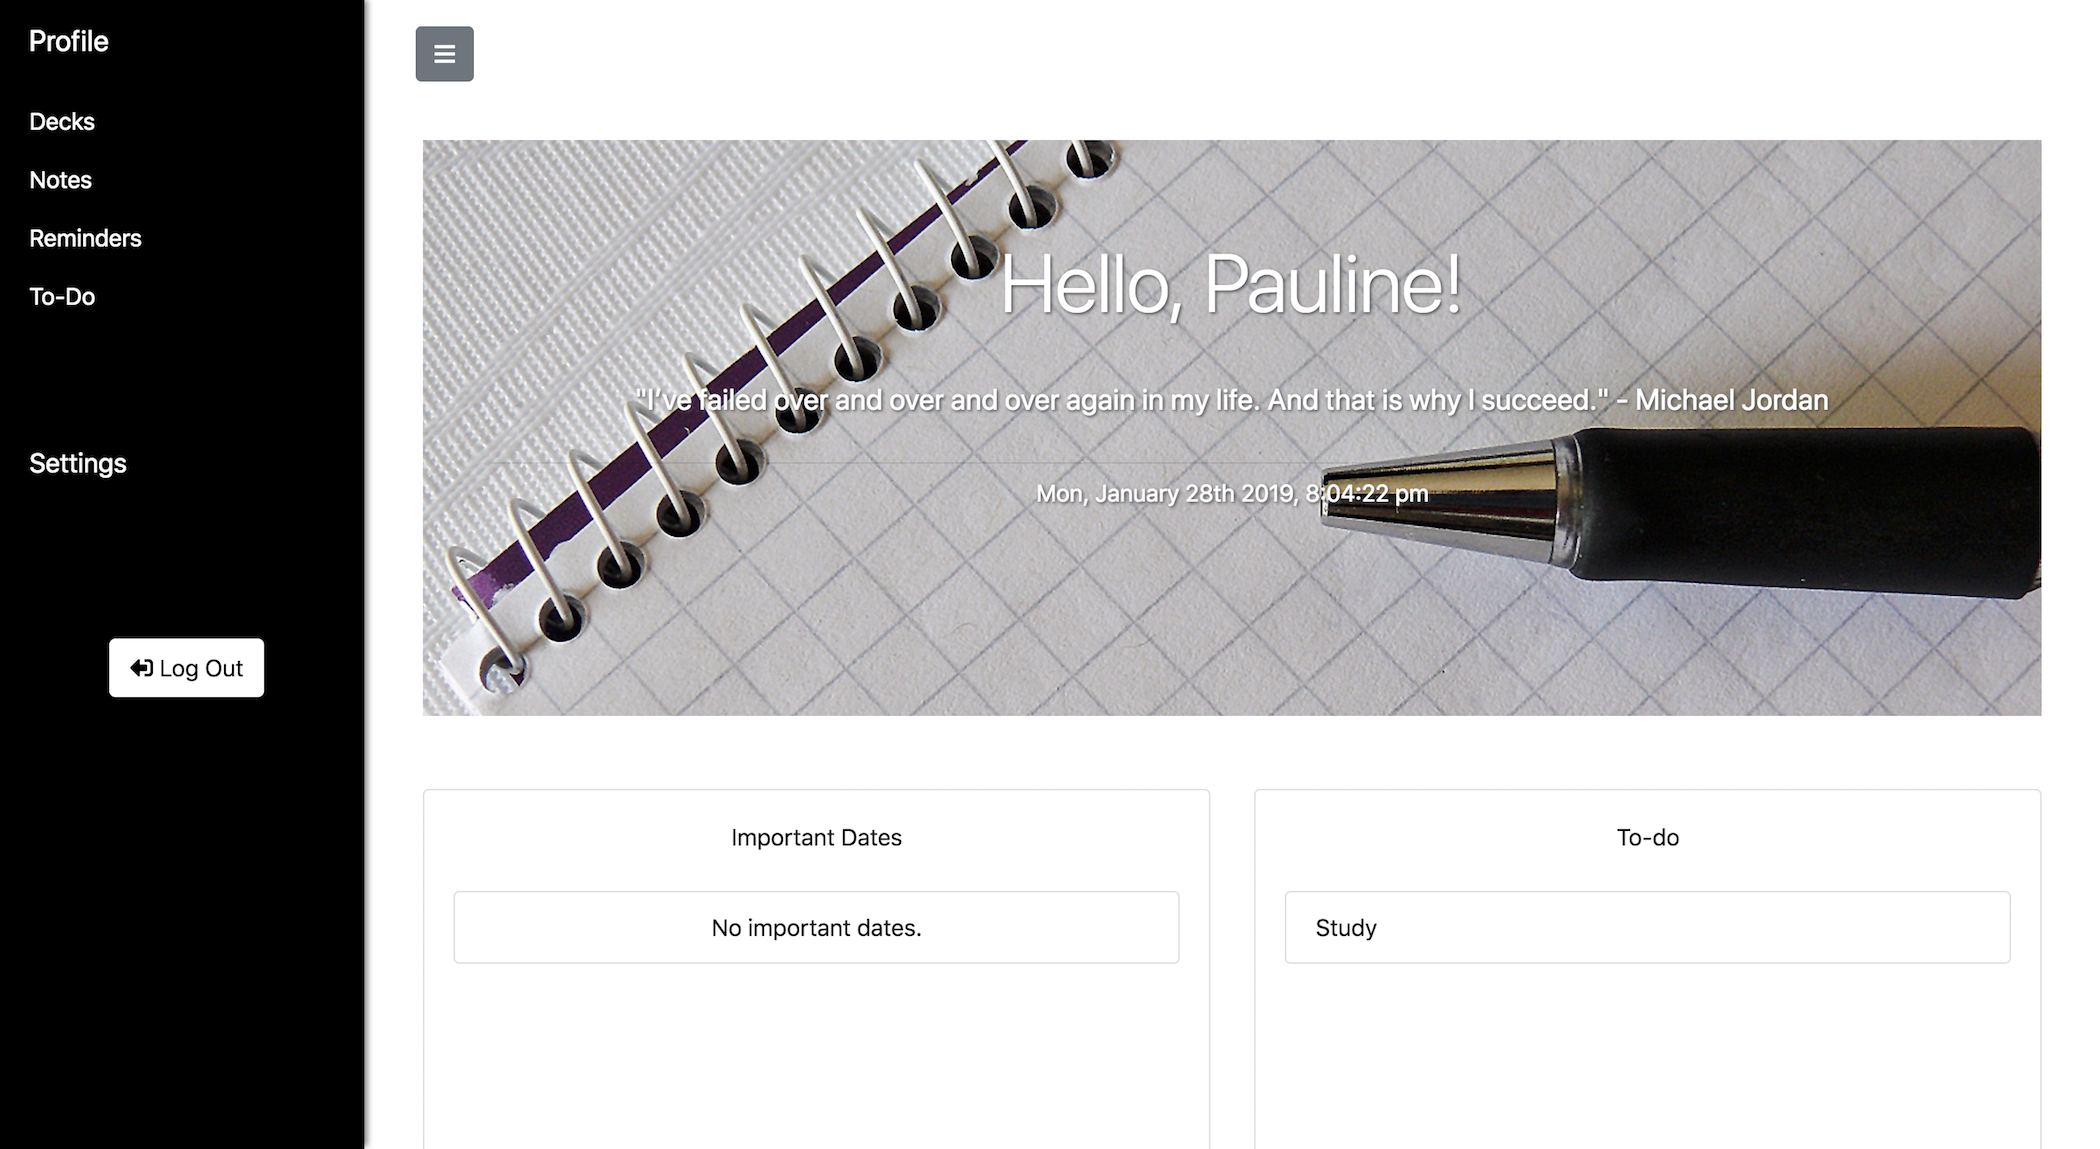 Profile
Decks
Notes
Reminders
To-Do
Settings
Log Out
Hello, Pauline!
"I've failed over and over and over again in my life. And that is why I succeed." - Michael Jordan
Mon, January 28th 2019, 8:04:22 pm
Important Dates
No important dates.
To-do
Study